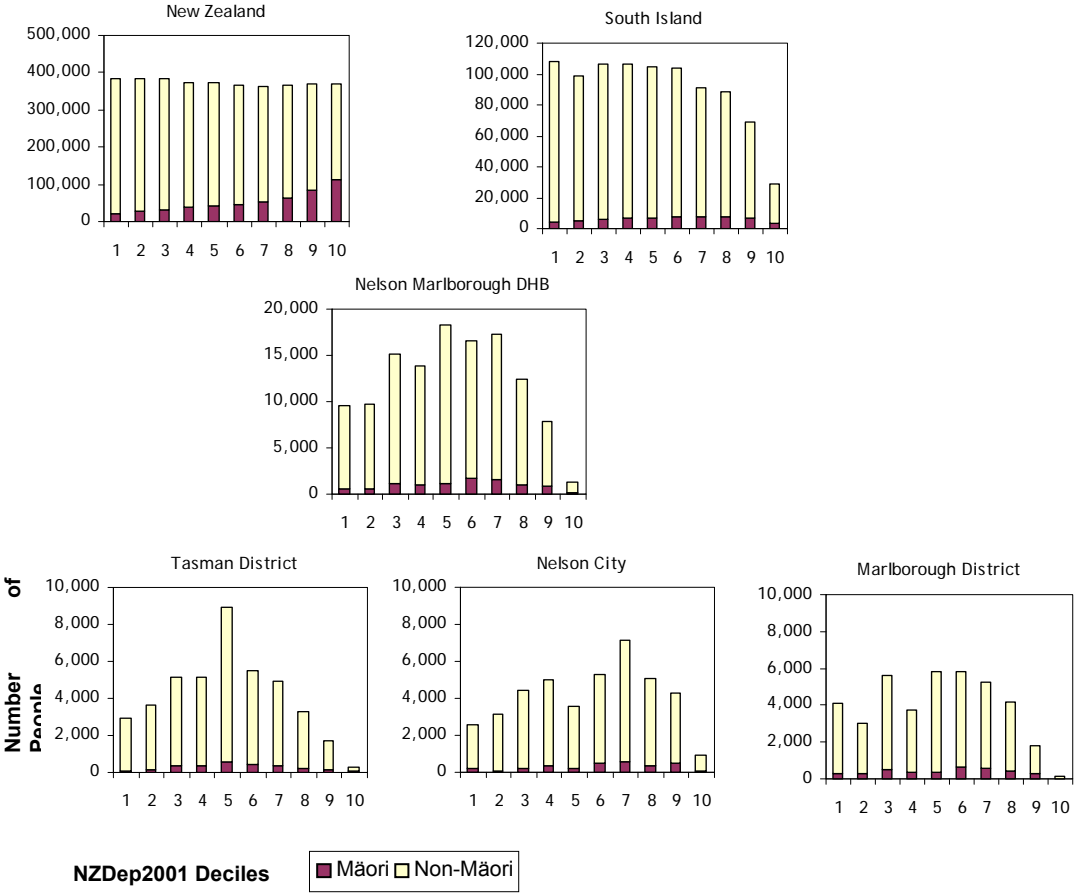 New Zealand
500,000
400,000
300,000
200,000
100,000
0
1 2 3 4 5 6 7 8 9 10
South Island
120,000
100,000
80,000
60,000
40,000
20,000
0
1 2 3 4 5 6 7 8 9 10
Nelson Marlborough DHB
20,000
15,000
10,000
5,000
0
1 2 3 4 5 6 7 8 9 10
Number of
People
Tasman District
10,000
8,000
6,000
4,000
2,000
0
1 2 3 4 5 6 7 8 9 10
Nelson City
10,000
8,000
6,000
4,000
2,000
0
1 2 3 4 5 6 7 8 9 10
Marlborough District
10,000
8,000
6,000
4,000
2,000
0
1 2 3 4 5 6 7 8 9 10
NZDep2001 Deciles
Mäori Non-Mäori